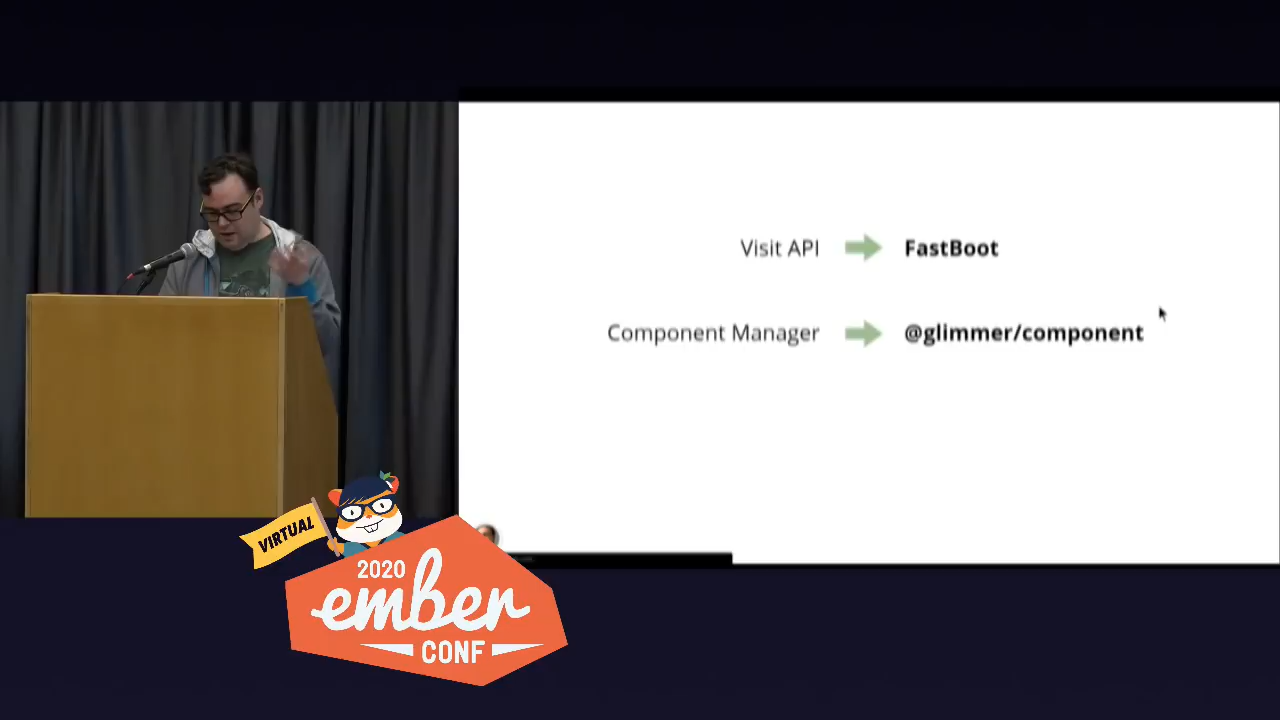 Visit API FastBoot
Component Manager @glimmer/component
VIRTUAL
2020
ember
CONF